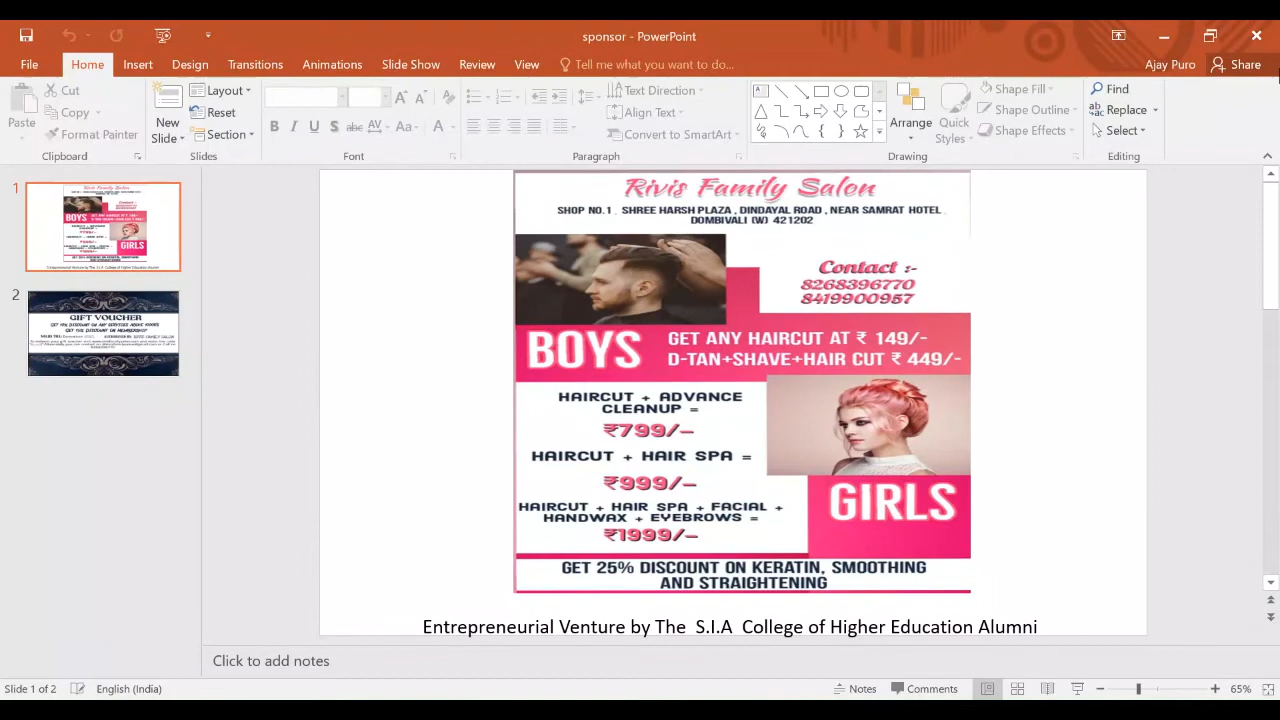 sponsor - PowerPoint
File Home Insert Design Transitions Animations Slide Show Review View Tell me what you want to do... Ajay Puro Share
Paste Cut Copy Format Painter
New Slide Layout Reset Section
B I U S abc AV Aa A
Text Direction Align Text Convert to SmartArt
Arrange Quick Styles Shape Fill Shape Outline Shape Effects
Find Replace Select
Clipboard Slides Font Paragraph Drawing Editing
1
2
GIFT VOUCHER
Rivis Family Salon
SHOP NO.1 , SHREE HARSH PLAZA , DINDAYAL ROAD , NEAR SAMRAT HOTEL ,
DOMBIVALI (W) 421202
Contact :-
8268396770
8419900957
BOYS
GET ANY HAIRCUT AT ₹ 149/-
D-TAN+SHAVE+HAIR CUT ₹ 449/-
HAIRCUT + ADVANCE
CLEANUP =
₹799/-
HAIRCUT + HAIR SPA =
₹999/-
HAIRCUT + HAIR SPA + FACIAL +
HANDWAX + EYEBROWS =
₹1999/-
GIRLS
GET 25% DISCOUNT ON KERATIN, SMOOTHING
AND STRAIGHTENING
Entrepreneurial Venture by The S.I.A College of Higher Education Alumni
Click to add notes
Slide 1 of 2 English (India) Notes Comments 65%